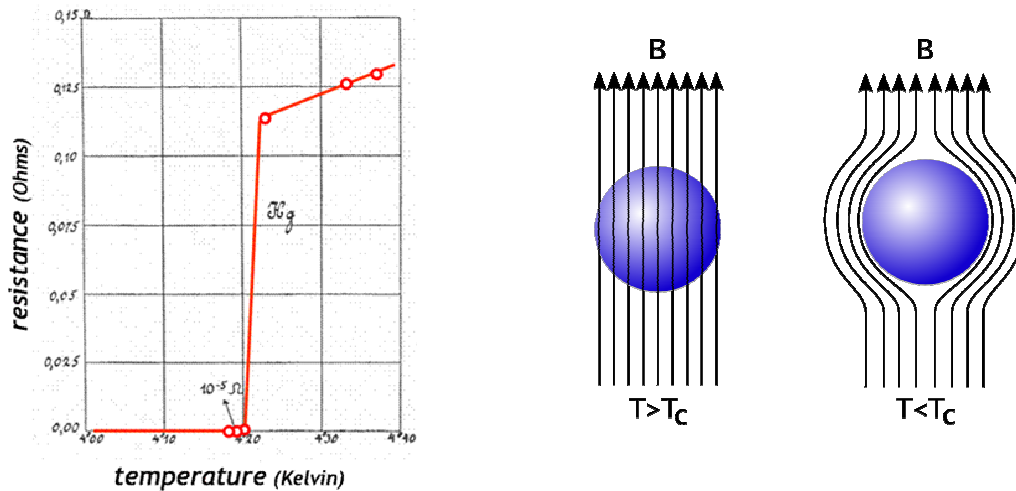 0,15 Ω
0,125
0,10
0,075
0,05
0,025
0,00
resistance (Ohms)
Hg
10⁻⁵ Ω
4°00
4°10
4°20
4°30
4°40
temperature (Kelvin)
B
T>Tc
B
T<Tc